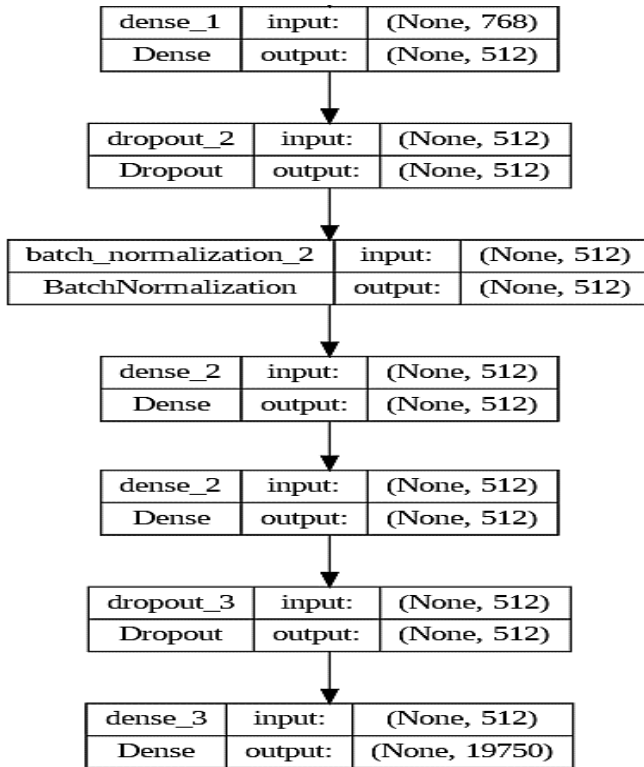 dense_1 input: (None, 768)
Dense output: (None, 512)
dropout_2 input: (None, 512)
Dropout output: (None, 512)
batch_normalization_2 input: (None, 512)
BatchNormalization output: (None, 512)
dense_2 input: (None, 512)
Dense output: (None, 512)
dense_2 input: (None, 512)
Dense output: (None, 512)
dropout_3 input: (None, 512)
Dropout output: (None, 512)
dense_3 input: (None, 512)
Dense output: (None, 19750)